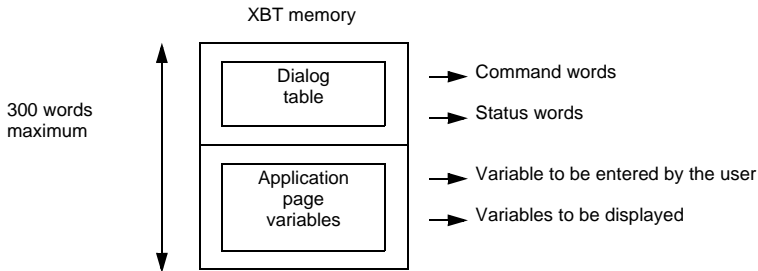 XBT memory
300 words
maximum
Dialog
table
Command words
Status words
Application
page
variables
Variable to be entered by the user
Variables to be displayed